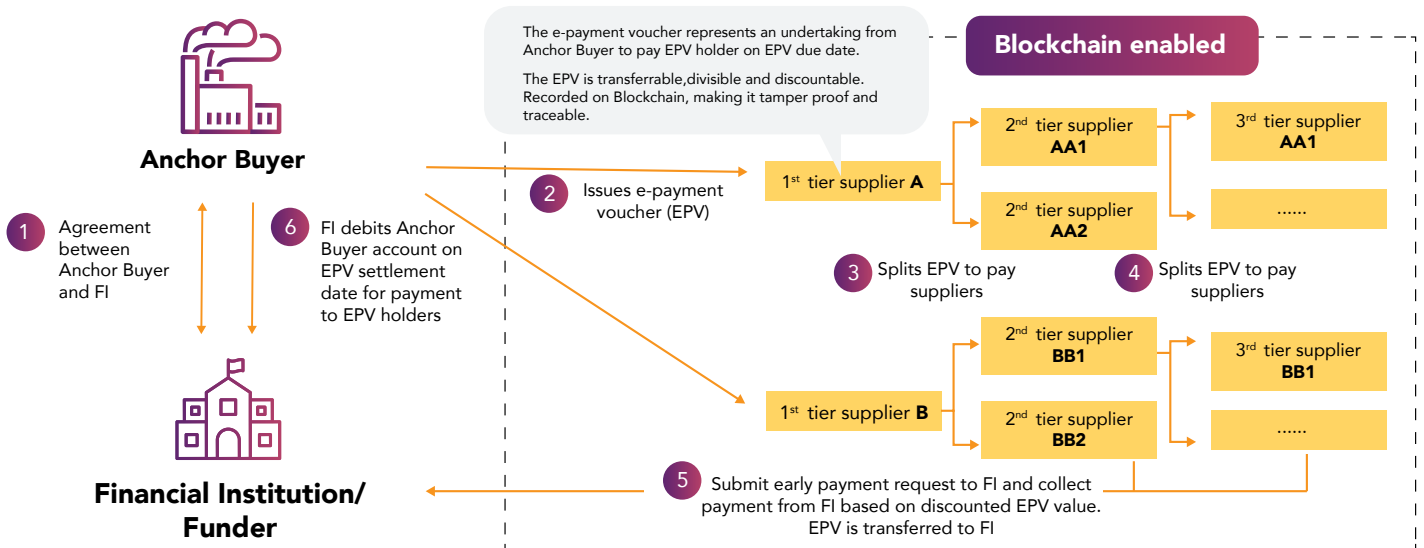 The e-payment voucher represents an undertaking from
Anchor Buyer to pay EPV holder on EPV due date.
The EPV is transferrable,divisible and discountable.
Recorded on Blockchain, making it tamper proof and
traceable.
Blockchain enabled
Anchor Buyer
1
Agreement
between
Anchor Buyer
and FI
6
FI debits Anchor
Buyer account on
EPV settlement
date for payment
to EPV holders
2
Issues e-payment
voucher (EPV)
1st tier supplier A
2nd tier supplier
AA1
2nd tier supplier
AA2
3rd tier supplier
AA1
......
3
Splits EPV to pay
suppliers
4
Splits EPV to pay
suppliers
1st tier supplier B
2nd tier supplier
BB1
2nd tier supplier
BB2
3rd tier supplier
BB1
......
5
Submit early payment request to FI and collect
payment from FI based on discounted EPV value.
EPV is transferred to FI
Financial Institution/
Funder